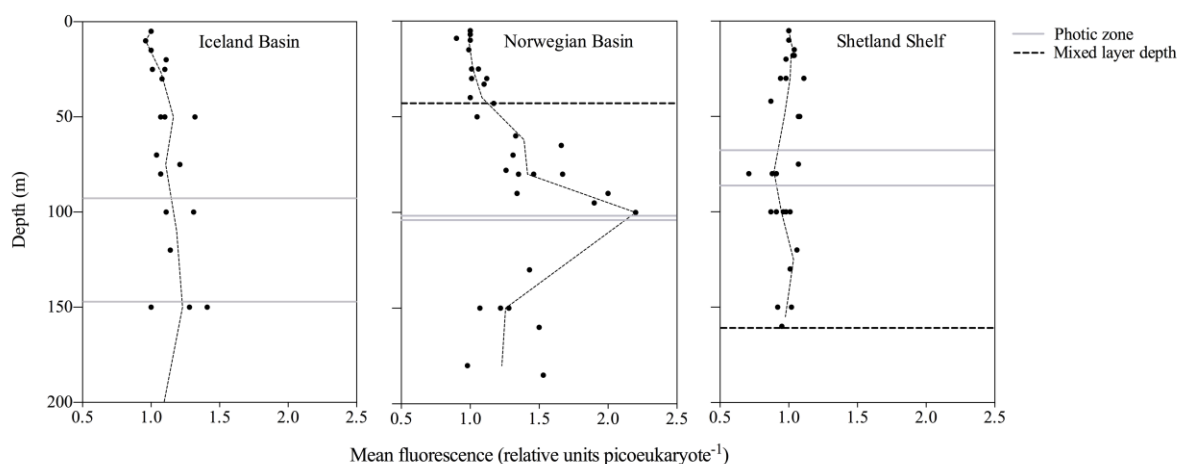 Iceland Basin
Norwegian Basin
Shetland Shelf
Photic zone
Mixed layer depth
Depth (m)
0
50
100
150
200
0.5 1.0 1.5 2.0 2.5
0.5 1.0 1.5 2.0 2.5
0.5 1.0 1.5 2.0 2.5
Mean fluorescence (relative units picoeukaryote⁻¹)